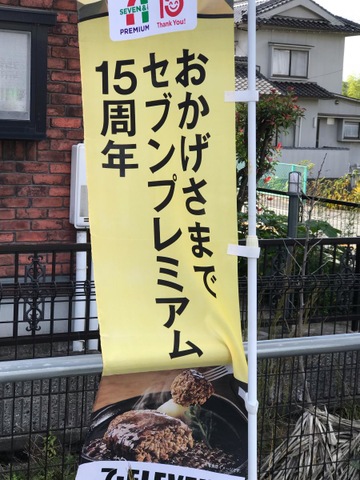 SEVEN&i
PREMIUM
15
Thank You!
おかげさまで
セブンプレミアム
15周年
7-ELEVEN